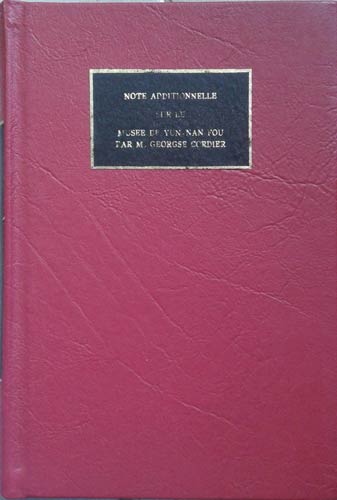 NOTE ADDITIONNELLE
SUR LE
MUSEE DE YUN-NAN FOU
PAR M. GEORGSE CORDIER